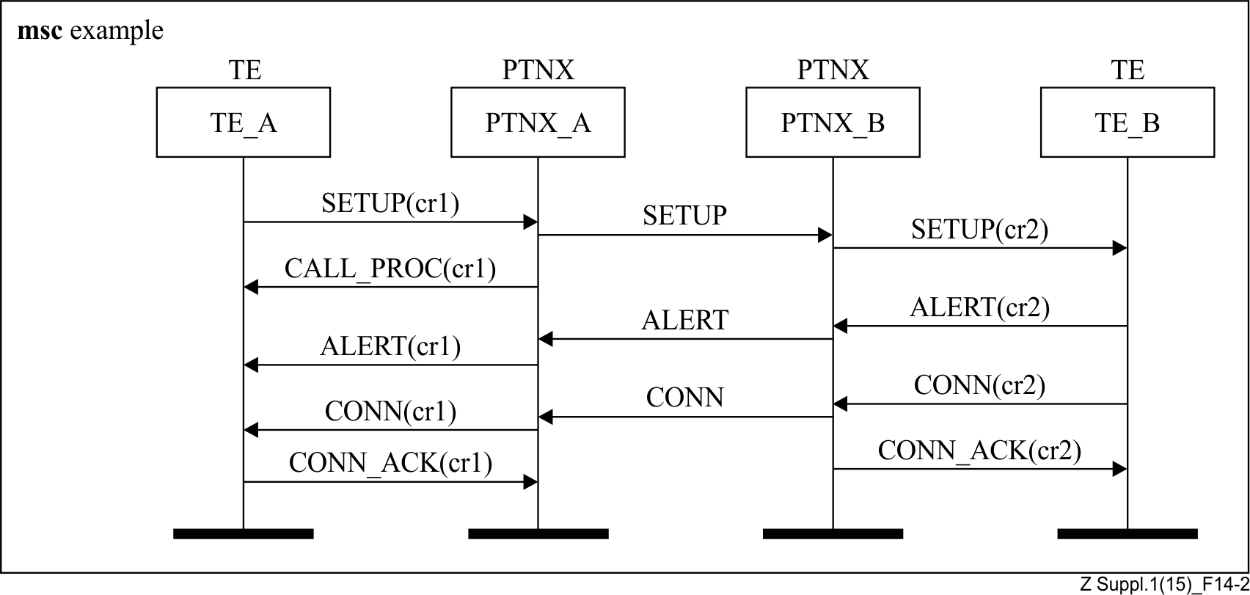 msc example
TE PTNX PTNX TE
TE_A PTNX_A PTNX_B TE_B
SETUP(cr1)
SETUP
SETUP(cr2)
CALL_PROC(cr1)
ALERT(cr2)
ALERT
ALERT(cr1)
CONN(cr2)
CONN
CONN(cr1)
CONN_ACK(cr2)
CONN_ACK(cr1)
Z Suppl.1(15)_F14-2